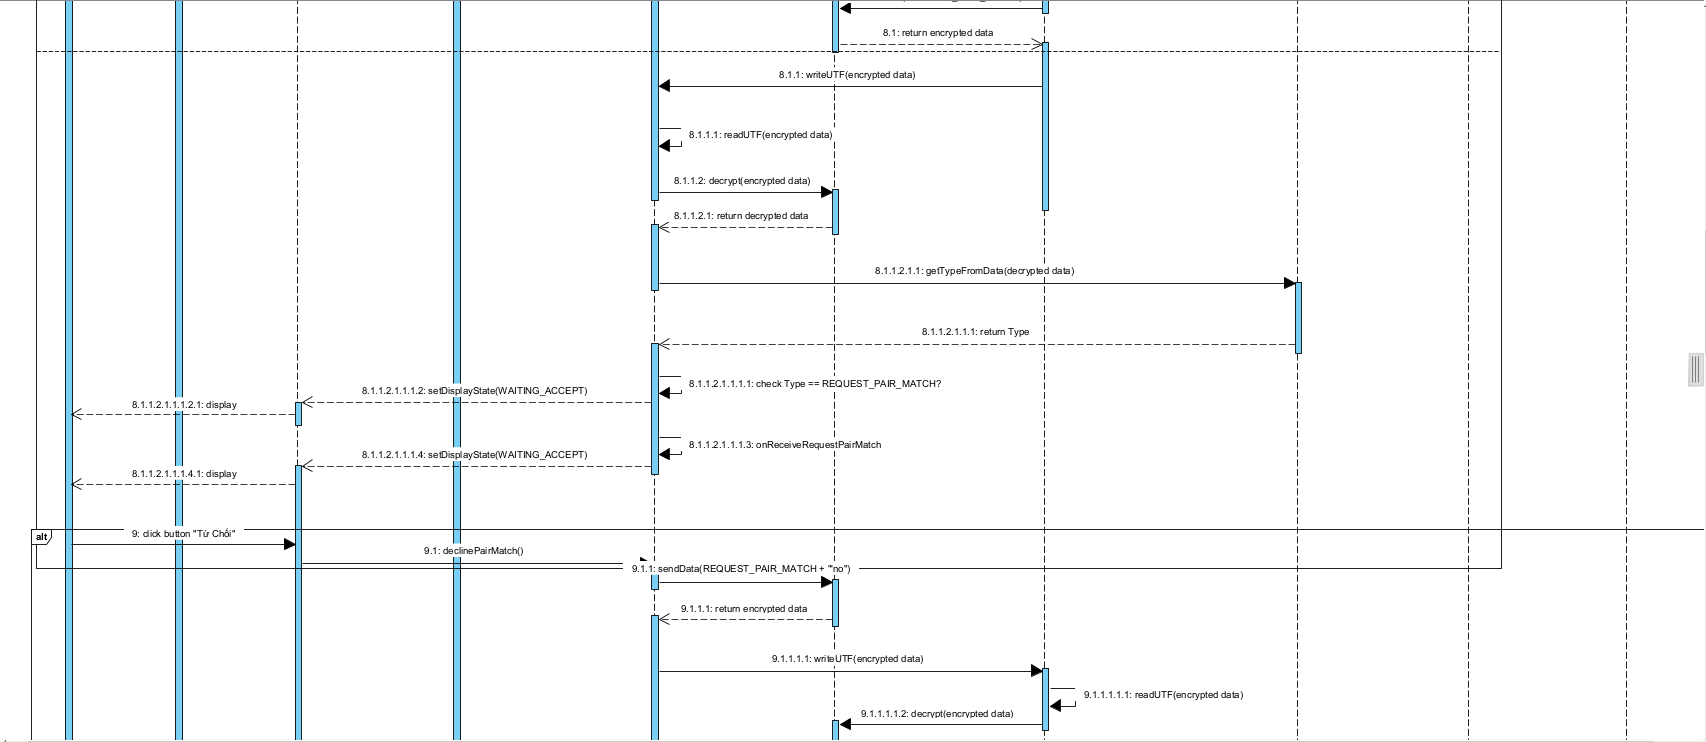 8.1: return encrypted data
8.1.1: writeUTF(encrypted data)
8.1.1.1: readUTF(encrypted data)
8.1.1.2: decrypt(encrypted data)
8.1.1.2.1: return decrypted data
8.1.1.2.1.1: getTypeFromData(decrypted data)
8.1.1.2.1.1.1: return Type
8.1.1.2.1.1.1.1: check Type == REQUEST_PAIR_MATCH?
8.1.1.2.1.1.1.2: setDisplayState(WAITING_ACCEPT)
8.1.1.2.1.1.1.2.1: display
8.1.1.2.1.1.1.3: onReceiveRequestPairMatch
8.1.1.2.1.1.1.4: setDisplayState(WAITING_ACCEPT)
8.1.1.2.1.1.1.4.1: display
alt
9: click button "Từ Chối"
9.1: declinePairMatch()
9.1.1: sendData(REQUEST_PAIR_MATCH + "no")
9.1.1.1: return encrypted data
9.1.1.1.1: writeUTF(encrypted data)
9.1.1.1.1.1: readUTF(encrypted data)
9.1.1.1.1.2: decrypt(encrypted data)